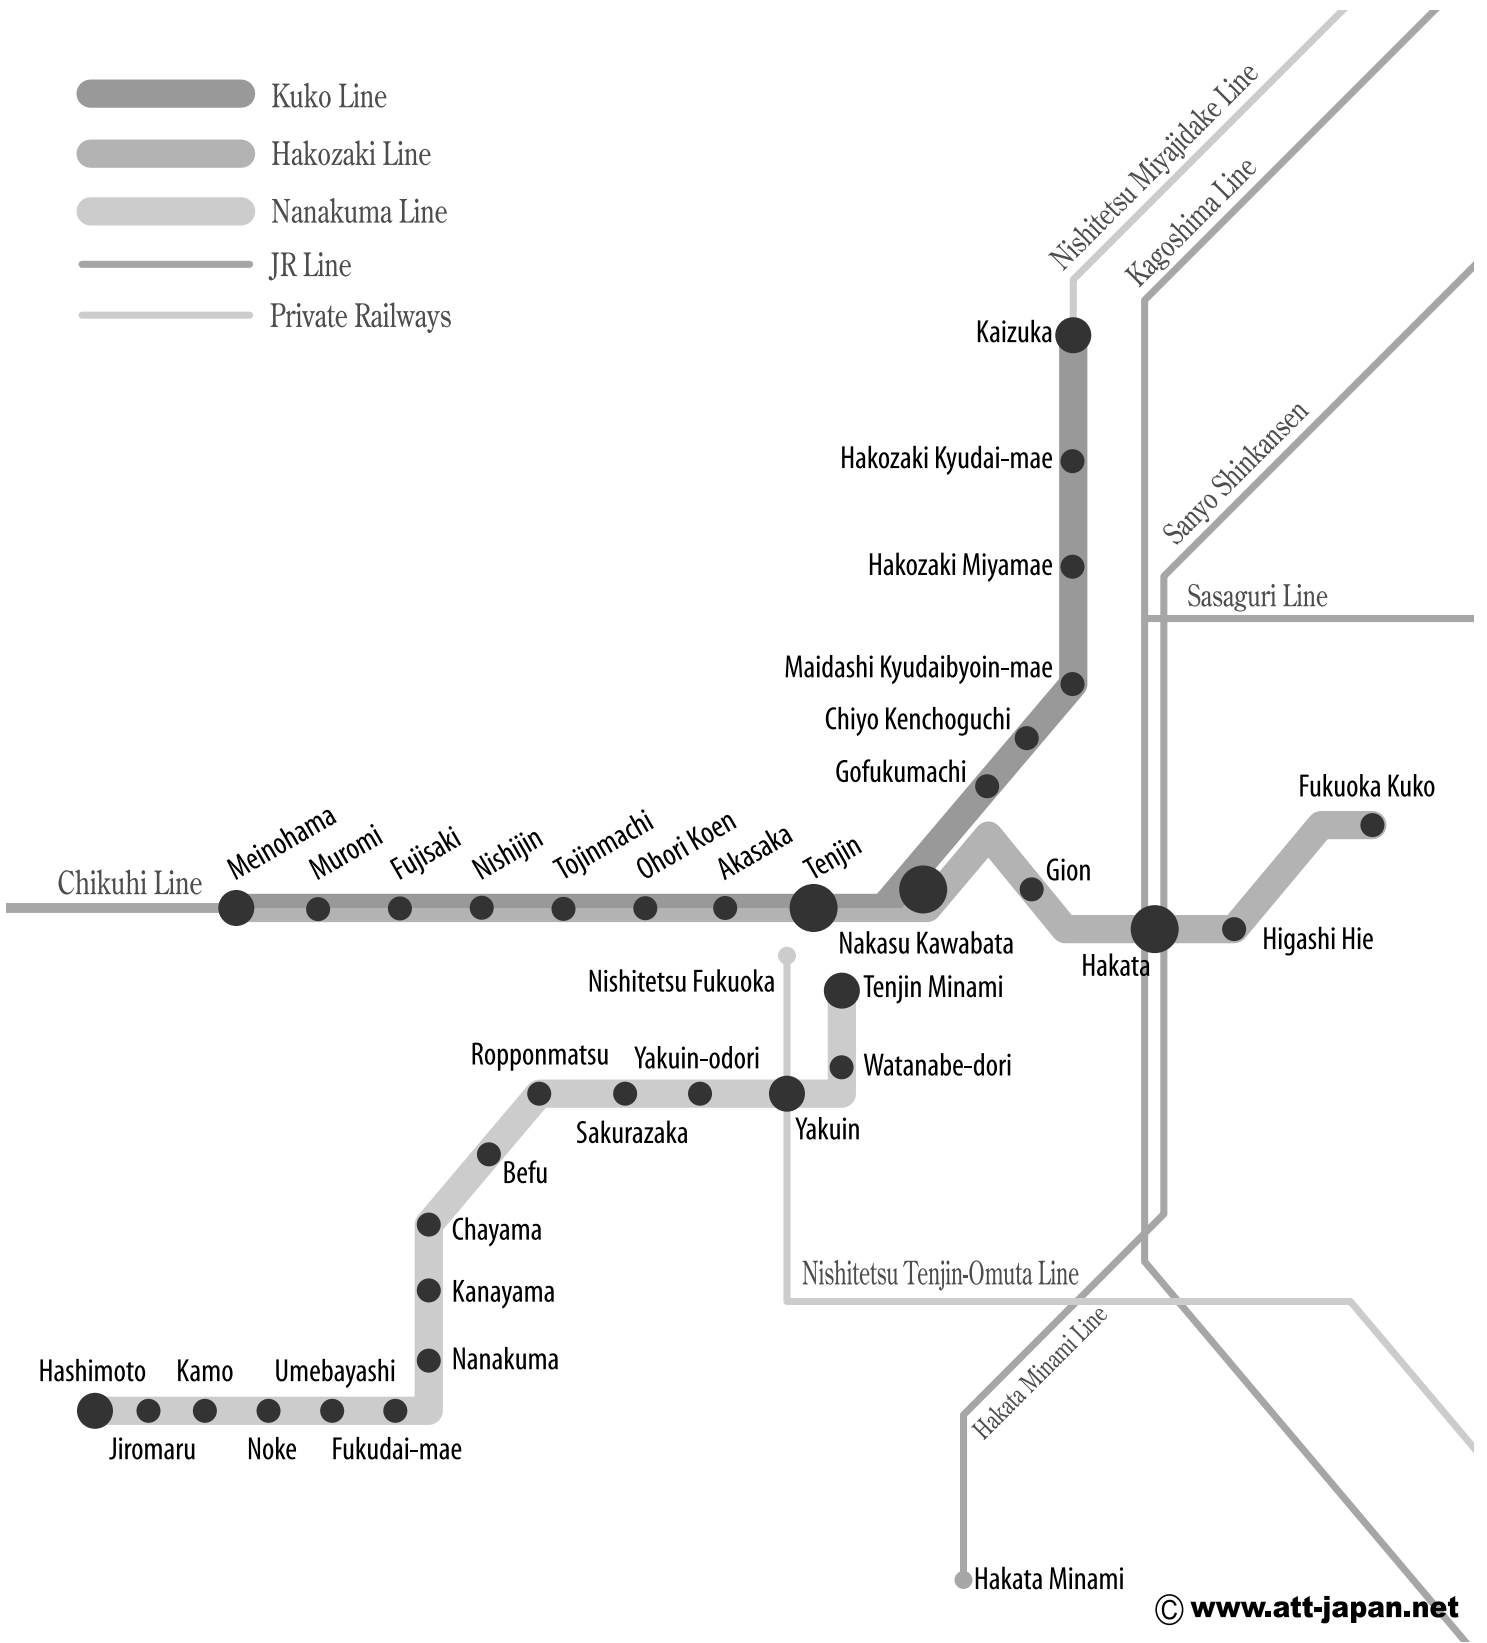 Kuko Line
Hakozaki Line
Nanakuma Line
JR Line
Private Railways
Nishitetsu Miyajidake Line
Kagoshima Line
Kaizuka
Hakozaki Kyudai-mae
Sanyo Shinkansen
Hakozaki Miyamae
Sasaguri Line
Maidashi Kyudaibyoin-mae
Chiyo Kenchoguchi
Gofukumachi
Fukuoka Kuko
Chikuhi Line
Meinohama
Muromi
Fujisaki
Nishijin
Tojinmachi
Ohori Koen
Akasaka
Tenjin
Gion
Nakasu Kawabata
Higashi Hie
Hakata
Nishitetsu Fukuoka
Tenjin Minami
Ropponmatsu
Yakuin-odori
Watanabe-dori
Sakurazaka
Yakuin
Befu
Chayama
Nishitetsu Tenjin-Omuta Line
Kanayama
Hakata Minami Line
Nanakuma
Hashimoto
Kamo
Umebayashi
Jiromaru
Noke
Fukudai-mae
Hakata Minami
© www.att-japan.net